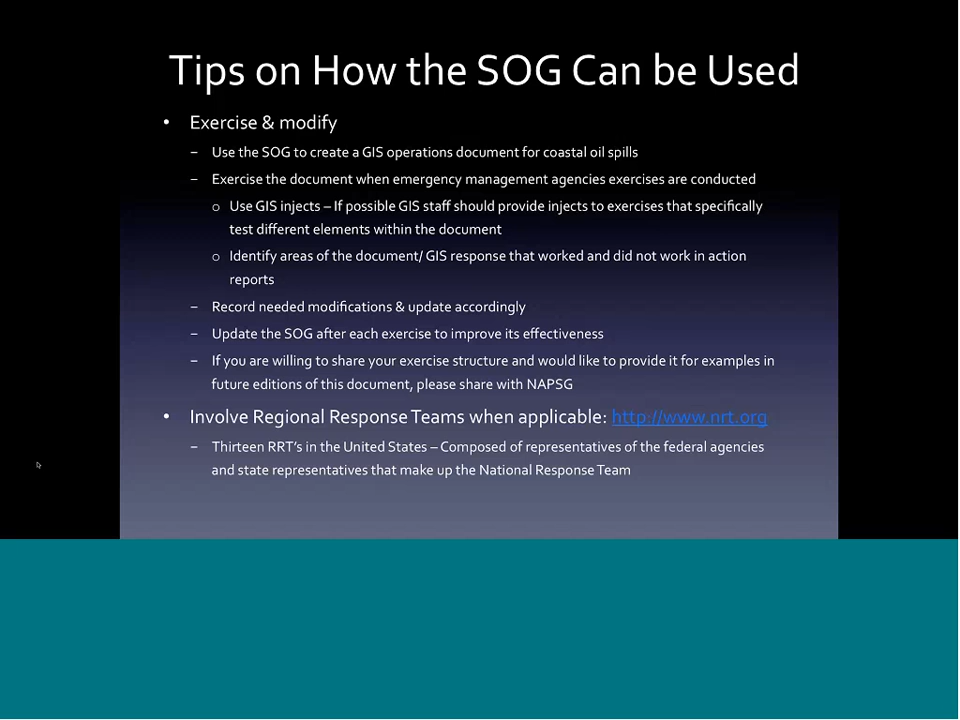 Tips on How the SOG Can be Used
• Exercise & modify
– Use the SOG to create a GIS operations document for coastal oil spills
– Exercise the document when emergency management agencies exercises are conducted
o Use GIS injects – If possible GIS staff should provide injects to exercises that specifically
test different elements within the document
o Identify areas of the document/ GIS response that worked and did not work in action
reports
– Record needed modifications & update accordingly
– Update the SOG after each exercise to improve its effectiveness
– If you are willing to share your exercise structure and would like to provide it for examples in
future editions of this document, please share with NAPSG
• Involve Regional Response Teams when applicable: http://www.nrt.org
– Thirteen RRT's in the United States – Composed of representatives of the federal agencies
and state representatives that make up the National Response Team